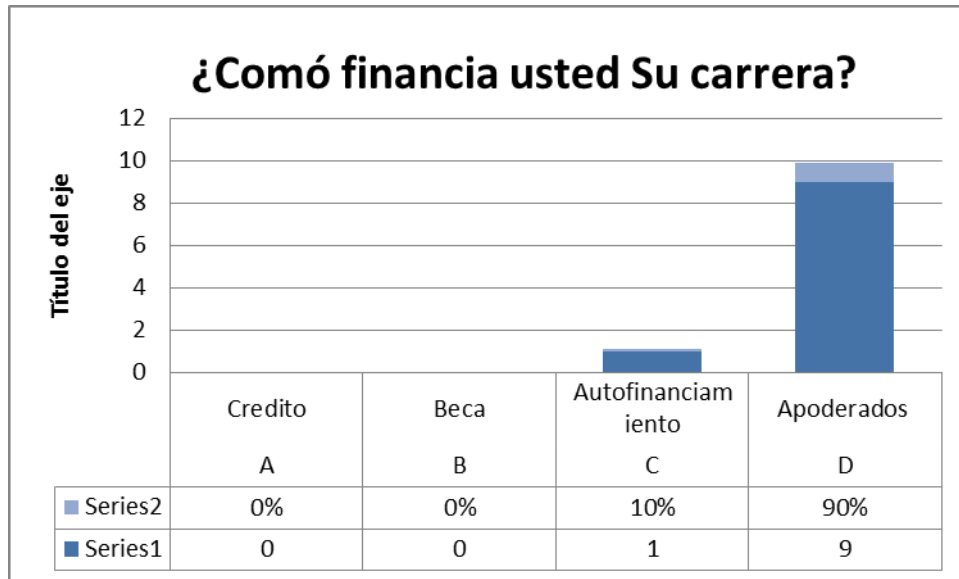 ¿Comó financia usted Su carrera?
Título del eje
12
10
8
6
4
2
0
Credito Beca Autofinanciam
iento Apoderados
A B C D
Series2 0% 0% 10% 90%
Series1 0 0 1 9